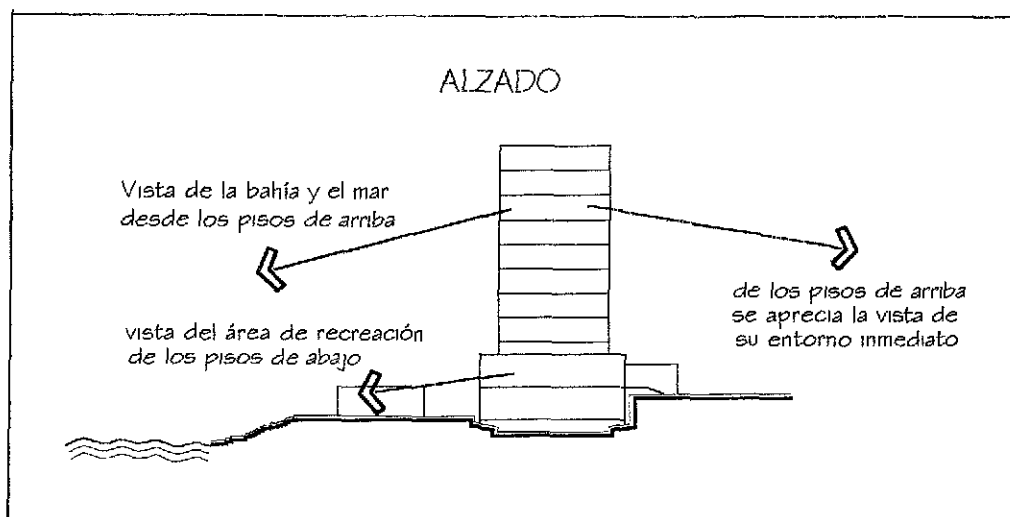 ALZADO
Vista de la bahía y el mar
desde los pisos de arriba
vista del área de recreación
de los pisos de abajo
de los pisos de arriba
se aprecia la vista de
su entorno inmediato